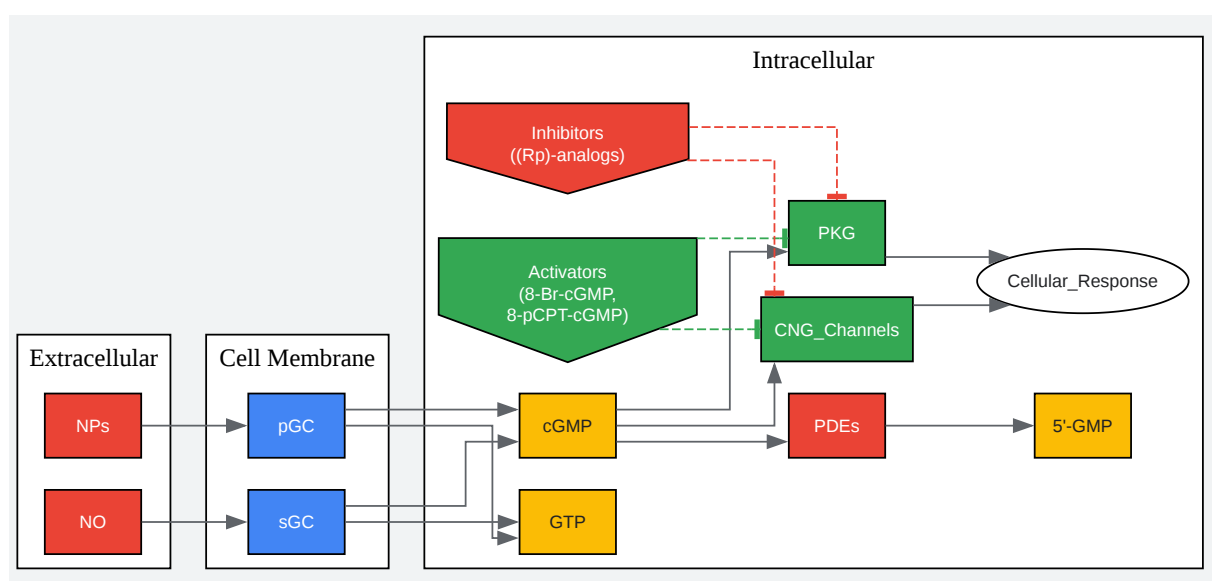 Intracellular
Inhibitors
((Rp)-analogs)
PKG
Activators
(8-Br-cGMP,
8-pCPT-cGMP)
Cellular_Response
CNG_Channels
Extracellular
Cell Membrane
NPs
pGC
cGMP
PDEs
5'-GMP
NO
sGC
GTP